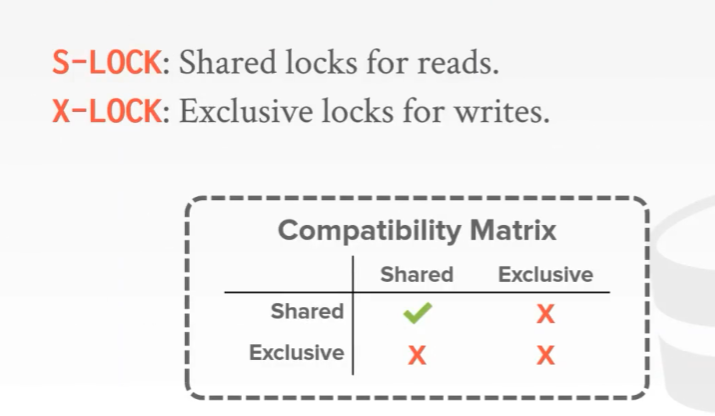 S-LOCK: Shared locks for reads.
X-LOCK: Exclusive locks for writes.
Compatibility Matrix
Shared Exclusive
Shared ✔ X
Exclusive X X